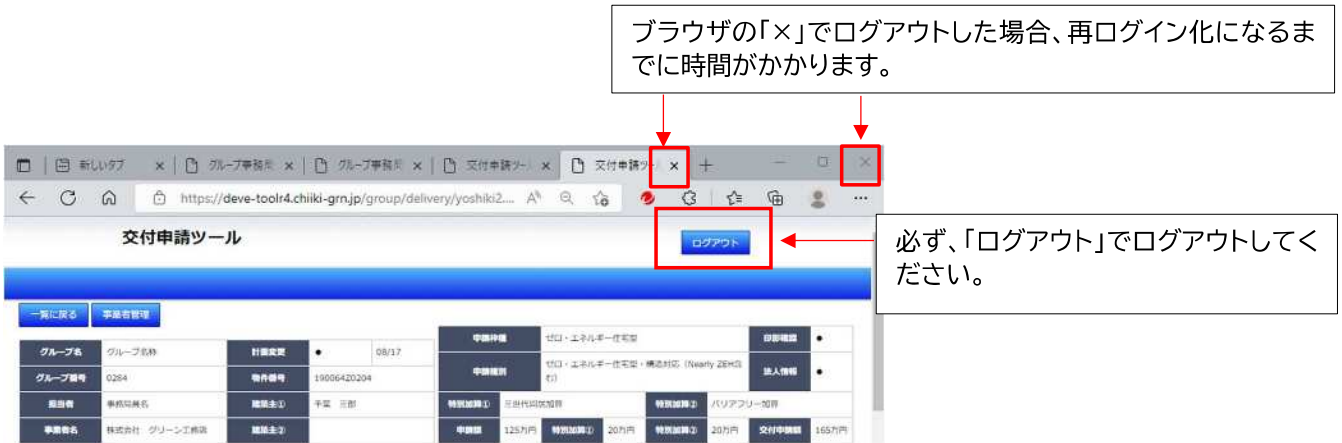 ブラウザの「×」でログアウトした場合、再ログイン化になるま
でに時間がかかります。
新しいタブ グループ事務局 グループ事務局 交付申請ツール 交付申請ツー
https://deve-toolr4.chiiki-grn.jp/group/delivery/yoshiki2....
交付申請ツール ログアウト
必ず、「ログアウト」でログアウトしてく
ださい。
一覧に戻る 事業者管理
グループ名 グループ名称 計画変更 ● 08/17 申請枠種 ゼロ・エネルギー住宅型 印影確認 ●
グループ番号 0284 物件番号 19006420204 申請種別 ゼロ・エネルギー住宅型・構造対応（Nearly ZEH含む） 法人情報 ●
担当者 事務局員名 建築主① 千葉 三郎 特別加算① 三世代同居加算 特別加算② バリアフリー加算
事業者名 株式会社 グリーン工務店 建築主② 申請額 125万円 特別加算① 20万円 特別加算② 20万円 交付申請額 165万円